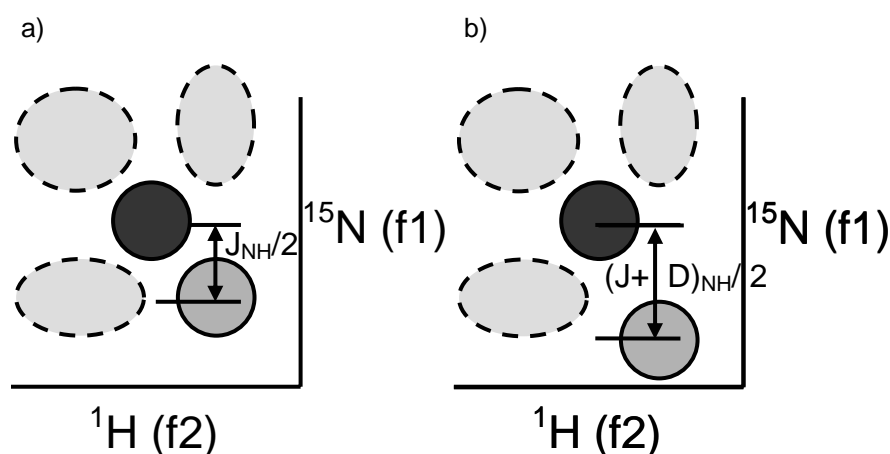 a)
b)
¹⁵N (f1)
J_NH/2
¹H (f2)
¹⁵N (f1)
(J+ D)_NH/ 2
¹H (f2)